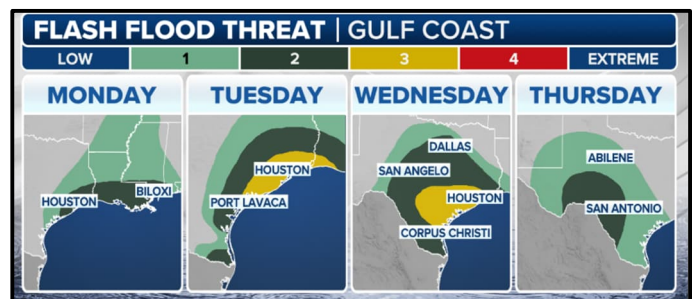 FLASH FLOOD THREAT | GULF COAST
LOW 1 2 3 4 EXTREME
MONDAY
HOUSTON
BILOXI
TUESDAY
HOUSTON
PORT LAVACA
WEDNESDAY
DALLAS
SAN ANGELO
HOUSTON
CORPUS CHRISTI
THURSDAY
ABILENE
SAN ANTONIO